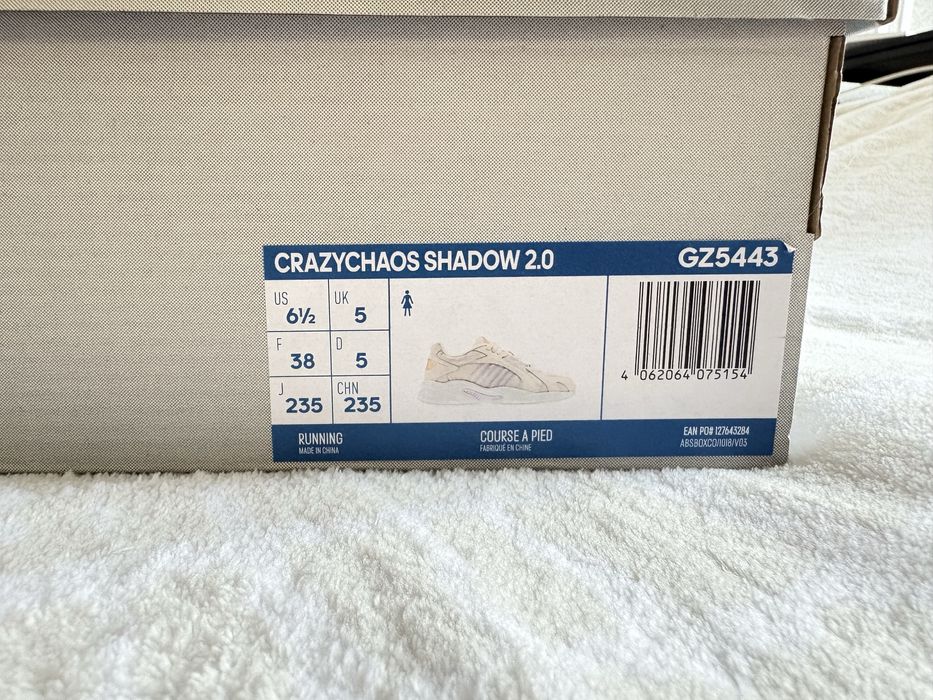 CRAZYCHAOS SHADOW 2.0
GZ5443
US
6½
UK
5
F
38
D
5
J
235
CHN
235
4 062064 075154
RUNNING
MADE IN CHINA
COURSE A PIED
FABRIQUÉ EN CHINE
EAN PO# 127643284
ABSBOXCO/1018/V03